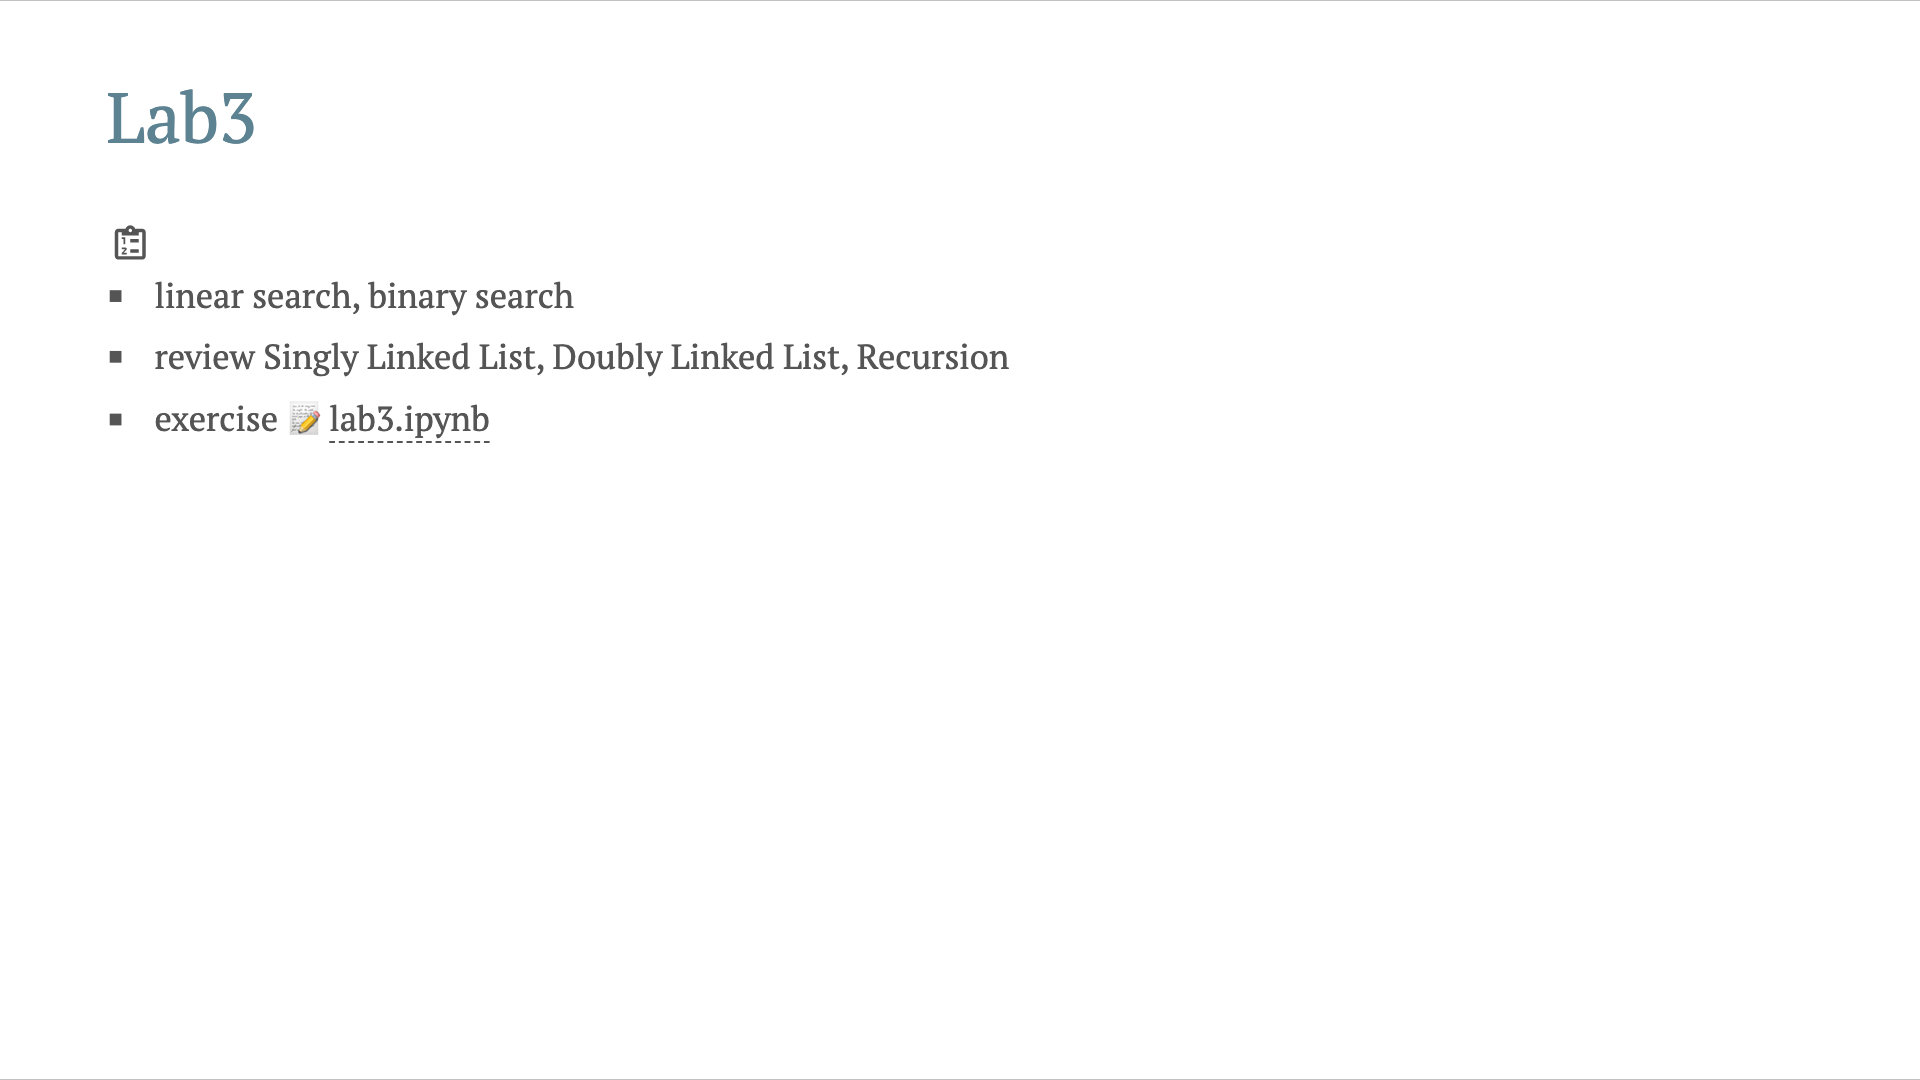 Lab3
linear search, binary search
review Singly Linked List, Doubly Linked List, Recursion
exercise 📝 lab3.ipynb